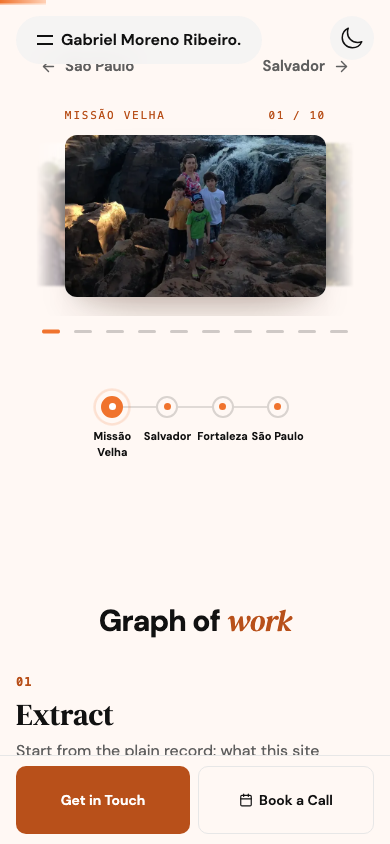 Gabriel Moreno Ribeiro.
São Paulo
Salvador
MISSÃO VELHA
01 / 10
Missão Velha
Salvador
Fortaleza
São Paulo
Graph of work
01
Extract
Start from the plain record: what this site
Get in Touch
Book a Call